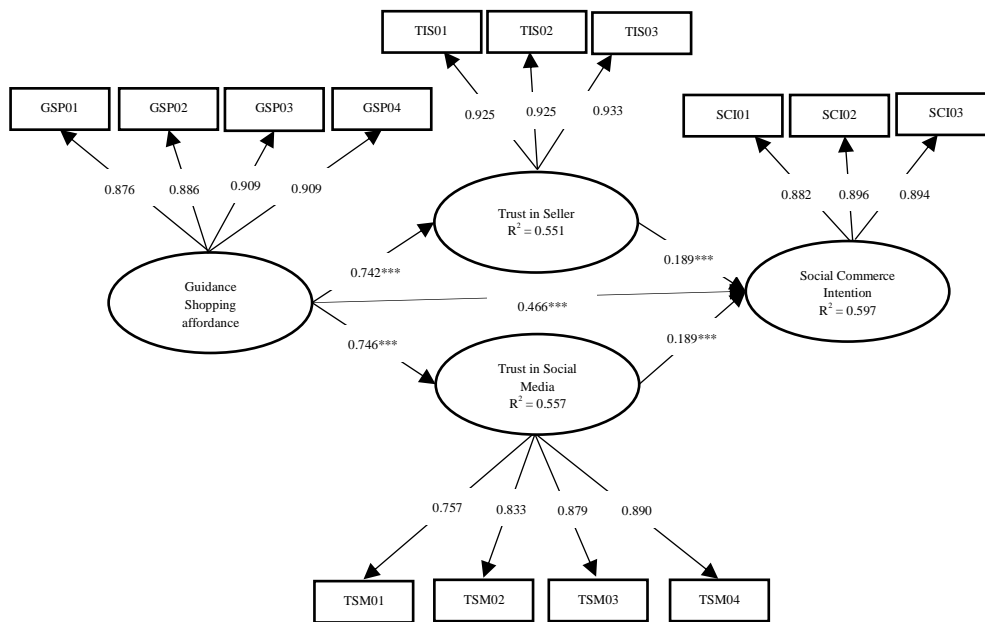 TIS01
TIS02
TIS03
GSP01
GSP02
GSP03
GSP04
SCI01
SCI02
SCI03
0.925
0.925
0.933
0.876
0.886
0.909
0.909
0.882
0.896
0.894
Trust in Seller
R² = 0.551
0.742***
0.189***
Guidance
Shopping
affordance
0.466***
Social Commerce
Intention
R² = 0.597
0.746***
0.189***
Trust in Social
Media
R² = 0.557
0.757
0.833
0.879
0.890
TSM01
TSM02
TSM03
TSM04